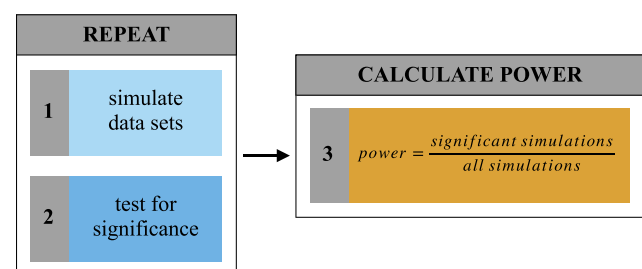 REPEAT
1
simulate
data sets
2
test for
significance
CALCULATE POWER
3
power = significant simulations
all simulations